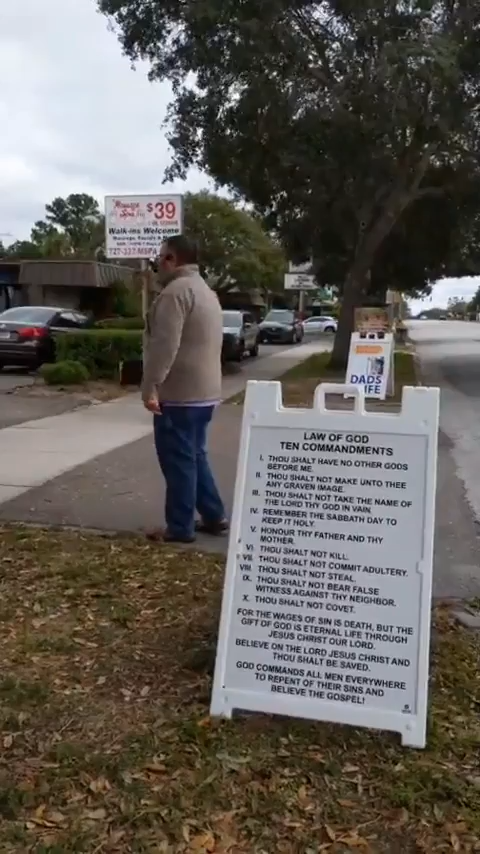 $39
Walk-ins Welcome
DADS
LAW OF GOD
TEN COMMANDMENTS
I. THOU SHALT HAVE NO OTHER GODS
BEFORE ME.
II. THOU SHALT NOT MAKE UNTO THEE
ANY GRAVEN IMAGE.
III. THOU SHALT NOT TAKE THE NAME OF
THE LORD THY GOD IN VAIN.
IV. REMEMBER THE SABBATH DAY TO
KEEP IT HOLY.
V. HONOUR THY FATHER AND THY
MOTHER.
VI. THOU SHALT NOT KILL.
VII. THOU SHALT NOT COMMIT ADULTERY.
VIII. THOU SHALT NOT STEAL.
IX. THOU SHALT NOT BEAR FALSE
WITNESS AGAINST THY NEIGHBOR.
X. THOU SHALT NOT COVET.
FOR THE WAGES OF SIN IS DEATH, BUT THE
GIFT OF GOD IS ETERNAL LIFE THROUGH
JESUS CHRIST OUR LORD.
BELIEVE ON THE LORD JESUS CHRIST AND
THOU SHALT BE SAVED.
GOD COMMANDS ALL MEN EVERYWHERE
TO REPENT OF THEIR SINS AND
BELIEVE THE GOSPEL!